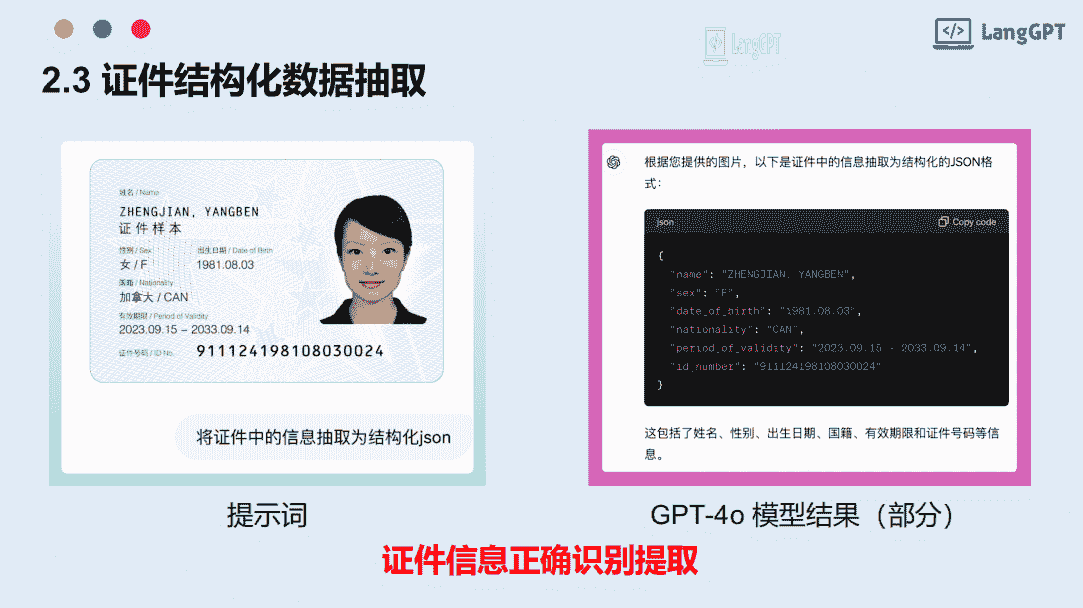 LangGPT
LangGPT
2.3 证件结构化数据抽取
姓名 / Name
ZHENGJIAN, YANGBEN
证件样本
性别 / Sex
出生日期 / Date of Birth
女 / F
1981.08.03
国籍 / Nationality
加拿大 / CAN
有效期限 / Period of Validity
2023.09.15 – 2033.09.14
证件号码 / ID No.
911124198108030024
将证件中的信息抽取为结构化json
提示词
根据您提供的图片，以下是证件中的信息抽取为结构化的JSON格
式：
json
Copy code
{
"name": "ZHENGJIAN, YANGBEN",
"sex": "F",
"date_of_birth": "1981.08.03",
"nationality": "CAN",
"period_of_validity": "2023.09.15 - 2033.09.14",
"id_number": "911124198108030024"
}
这包括了姓名、性别、出生日期、国籍、有效期限和证件号码等信
息。
GPT-4o 模型结果（部分）
证件信息正确识别提取